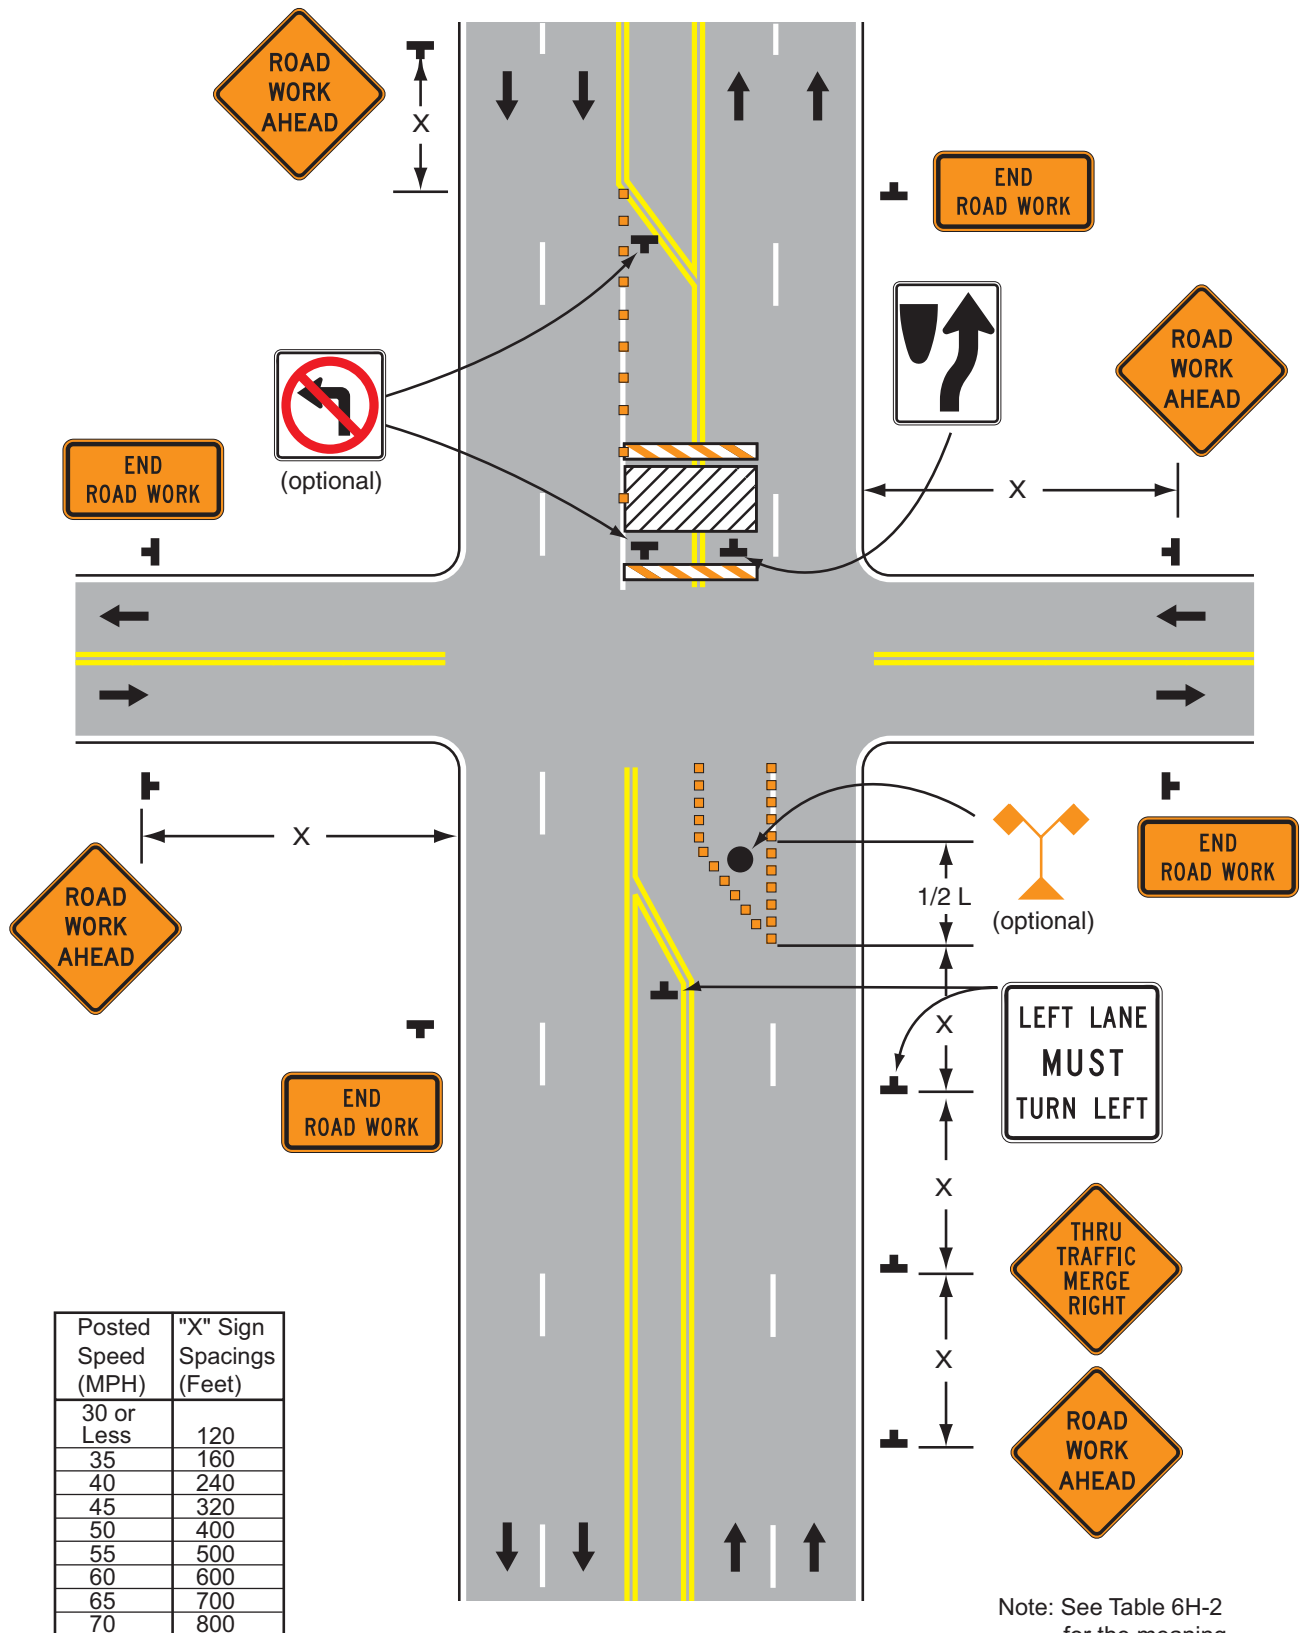 ROAD
WORK
AHEAD
X
END
ROAD WORK
ROAD
WORK
AHEAD
(optional)
END
ROAD WORK
X
X
ROAD
WORK
AHEAD
1/2 L
(optional)
END
ROAD WORK
X
LEFT LANE
MUST
TURN LEFT
END
ROAD WORK
X
THRU
TRAFFIC
MERGE
RIGHT
X
ROAD
WORK
AHEAD
Posted Speed (MPH) "X" Sign Spacings (Feet)
30 or Less 120
35 160
40 240
45 320
50 400
55 500
60 600
65 700
70 800
Note: See Table 6H-2
for the meaning